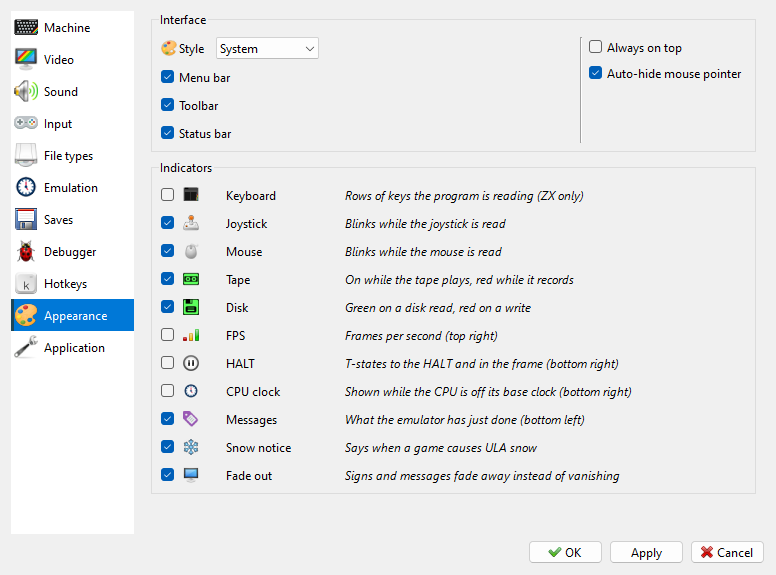 Machine
Video
Sound
Input
File types
Emulation
Saves
Debugger
k
Hotkeys
Appearance
Application
Interface
Style System
Menu bar
Toolbar
Status bar
Always on top
Auto-hide mouse pointer
Indicators
Keyboard Rows of keys the program is reading (ZX only)
Joystick Blinks while the joystick is read
Mouse Blinks while the mouse is read
Tape On while the tape plays, red while it records
Disk Green on a disk read, red on a write
FPS Frames per second (top right)
HALT T-states to the HALT and in the frame (bottom right)
CPU clock Shown while the CPU is off its base clock (bottom right)
Messages What the emulator has just done (bottom left)
Snow notice Says when a game causes ULA snow
Fade out Signs and messages fade away instead of vanishing
OK Apply Cancel